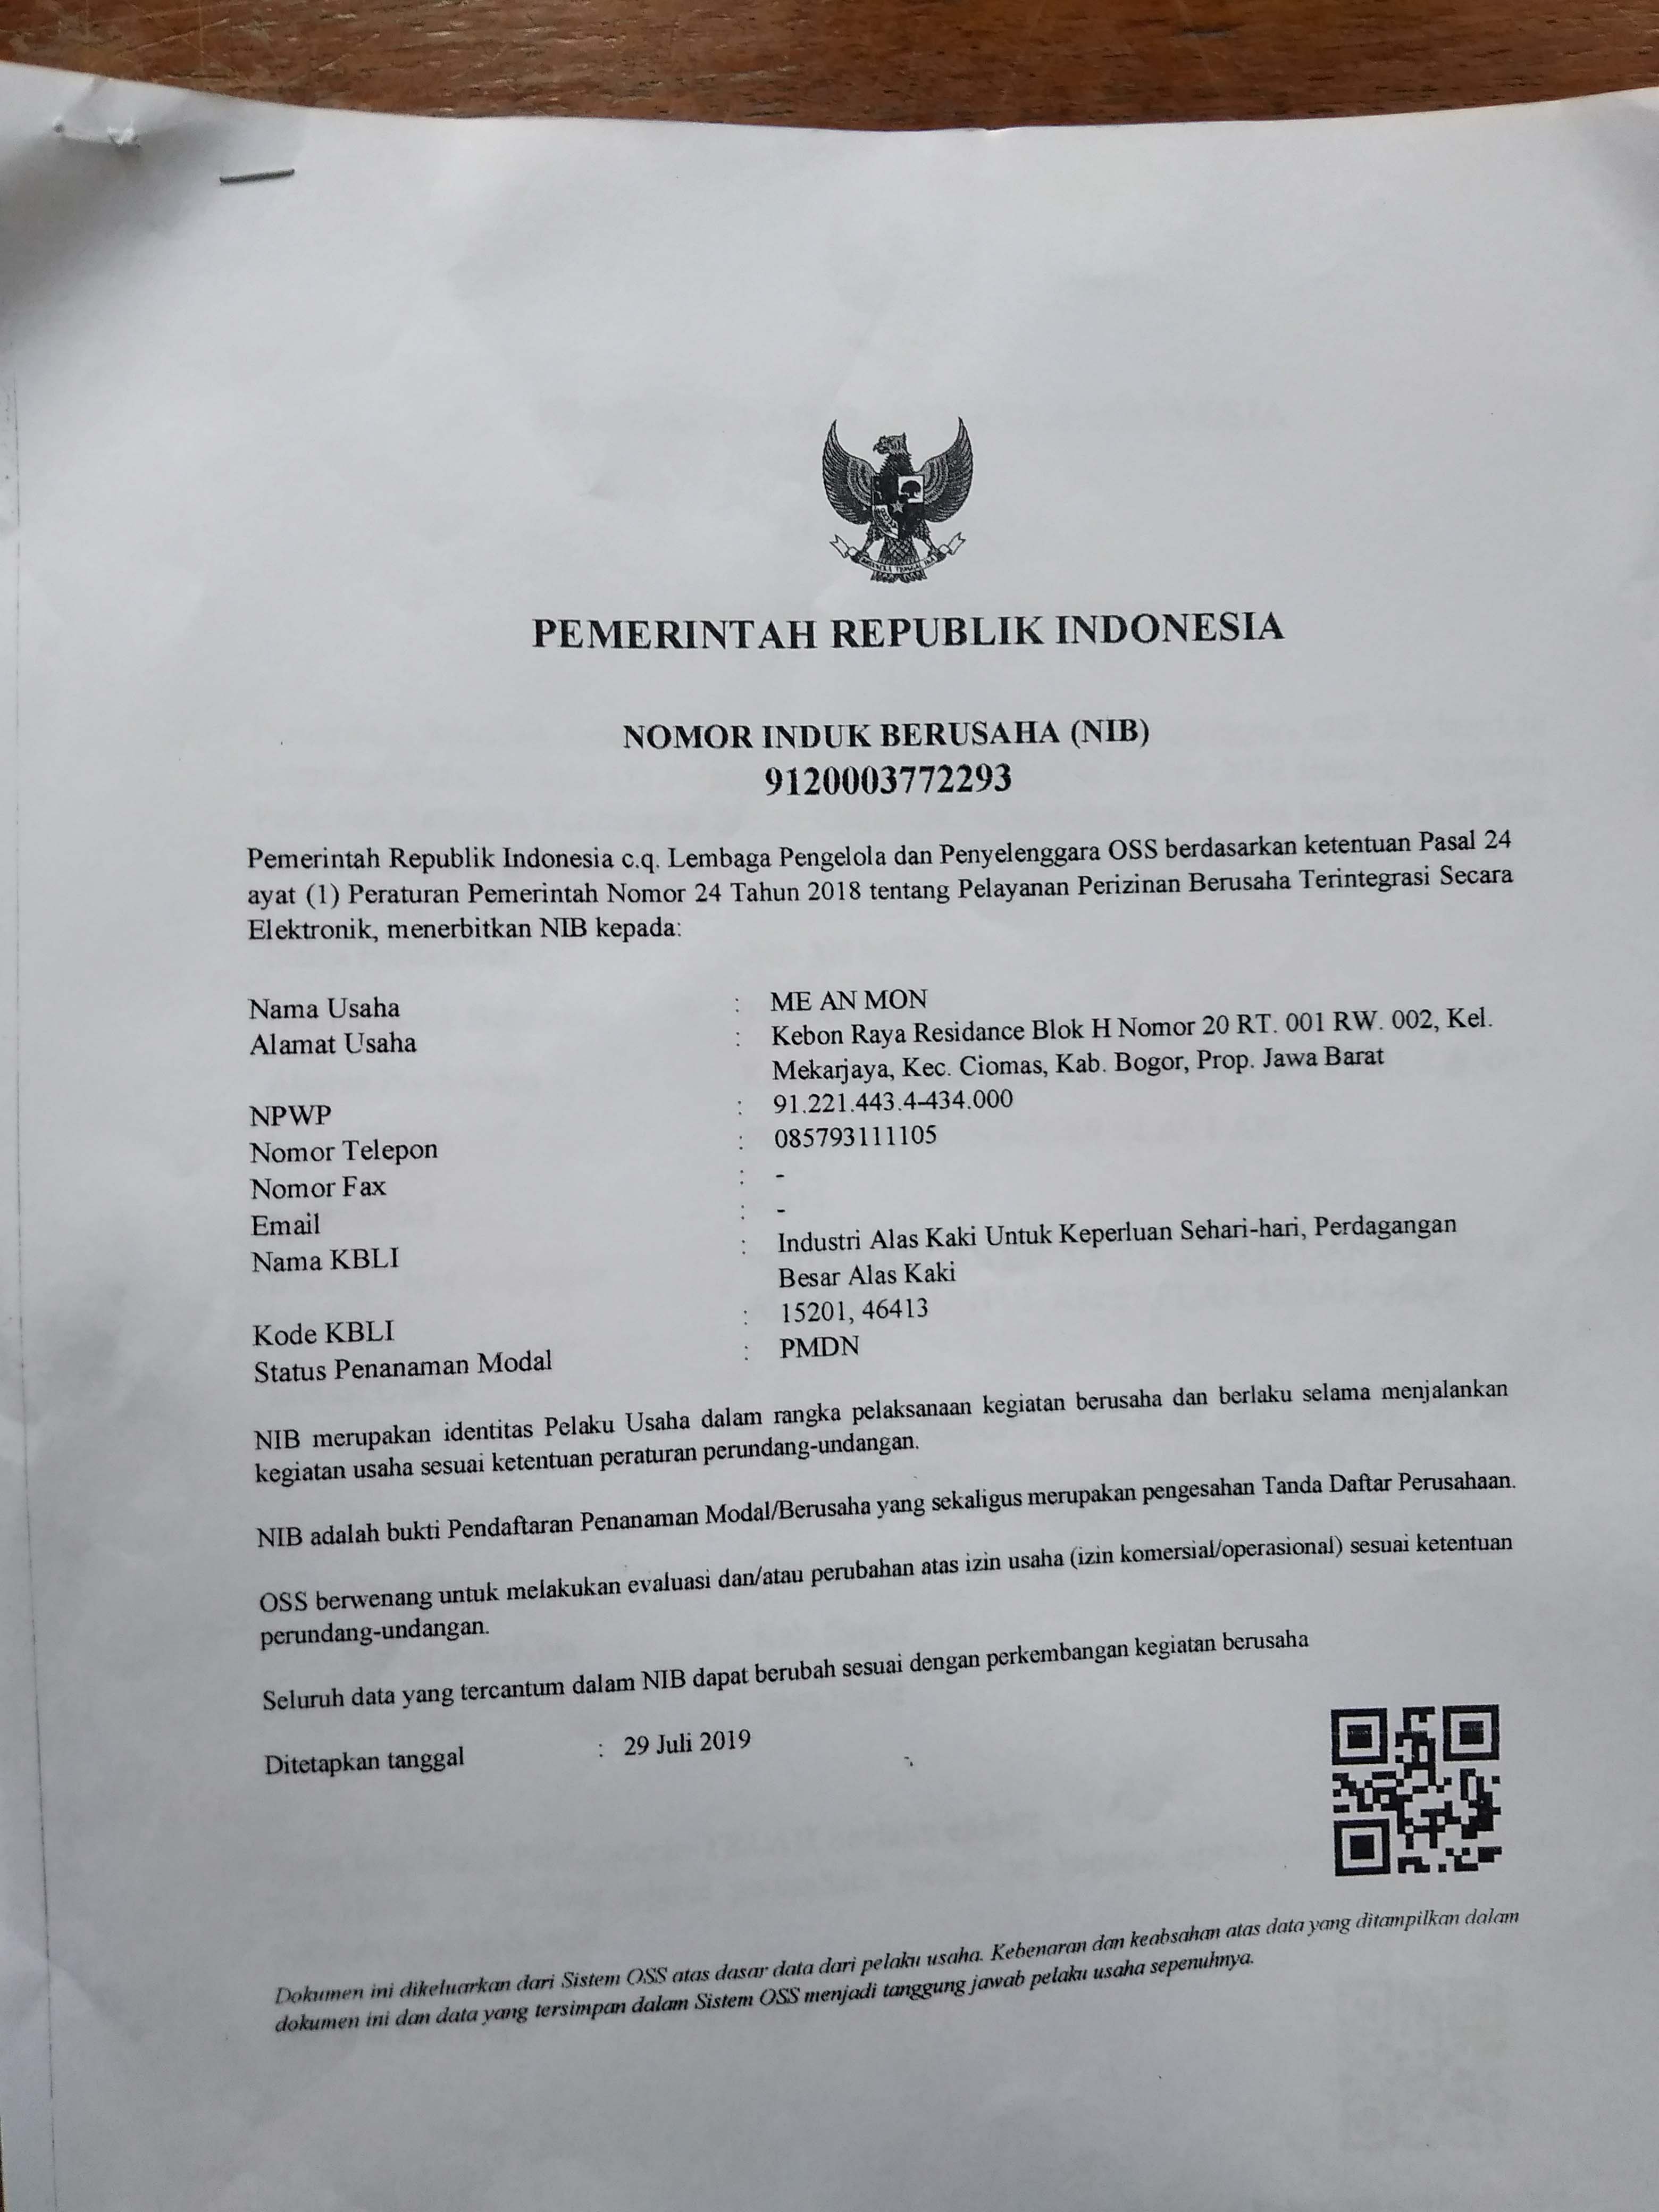 PEMERINTAH REPUBLIK INDONESIA
NOMOR INDUK BERUSAHA (NIB)
9120003772293
Pemerintah Republik Indonesia c.q. Lembaga Pengelola dan Penyelenggara OSS berdasarkan ketentuan Pasal 24
ayat (1) Peraturan Pemerintah Nomor 24 Tahun 2018 tentang Pelayanan Perizinan Berusaha Terintegrasi Secara
Elektronik, menerbitkan NIB kepada:
Nama Usaha : ME AN MON
Alamat Usaha : Kebon Raya Residance Blok H Nomor 20 RT. 001 RW. 002, Kel.
Mekarjaya, Kec. Ciomas, Kab. Bogor, Prop. Jawa Barat
NPWP : 91.221.443.4-434.000
Nomor Telepon : 085793111105
Nomor Fax : -
Email : -
Nama KBLI : Industri Alas Kaki Untuk Keperluan Sehari-hari, Perdagangan
Besar Alas Kaki
Kode KBLI : 15201, 46413
Status Penanaman Modal : PMDN
NIB merupakan identitas Pelaku Usaha dalam rangka pelaksanaan kegiatan berusaha dan berlaku selama menjalankan
kegiatan usaha sesuai ketentuan peraturan perundang-undangan.
NIB adalah bukti Pendaftaran Penanaman Modal/Berusaha yang sekaligus merupakan pengesahan Tanda Daftar Perusahaan.
OSS berwenang untuk melakukan evaluasi dan/atau perubahan atas izin usaha (izin komersial/operasional) sesuai ketentuan
perundang-undangan.
Seluruh data yang tercantum dalam NIB dapat berubah sesuai dengan perkembangan kegiatan berusaha
Ditetapkan tanggal : 29 Juli 2019
Dokumen ini dikeluarkan dari Sistem OSS atas dasar data dari pelaku usaha. Kebenaran dan keabsahan atas data yang ditampilkan dalam
dokumen ini dan data yang tersimpan dalam Sistem OSS menjadi tanggung jawab pelaku usaha sepenuhnya.